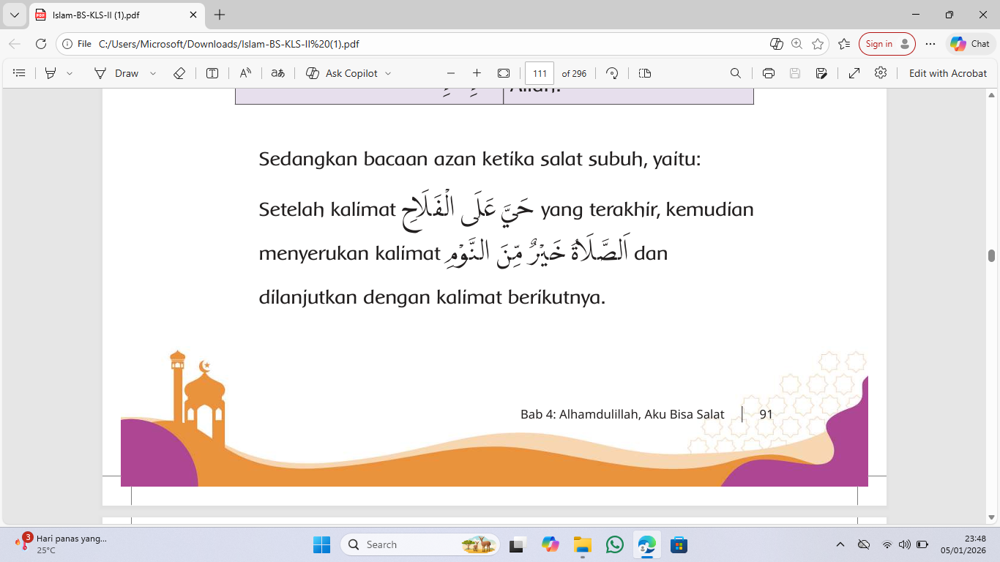 Islam-BS-KLS-II (1).pdf
File C:/Users/Microsoft/Downloads/Islam-BS-KLS-II%20(1).pdf
Sign in
Chat
Draw
Ask Copilot
111 of 296
Edit with Acrobat
Sedangkan bacaan azan ketika salat subuh, yaitu:
Setelah kalimat حَيَّ عَلَى الْفَلَاحِ yang terakhir, kemudian
menyerukan kalimat اَلصَّلَاةُ خَيْرٌ مِّنَ النَّوْمِ dan
dilanjutkan dengan kalimat berikutnya.
Bab 4: Alhamdulillah, Aku Bisa Salat | 91
3
Hari panas yang...
25°C
Search
23:48
05/01/2026